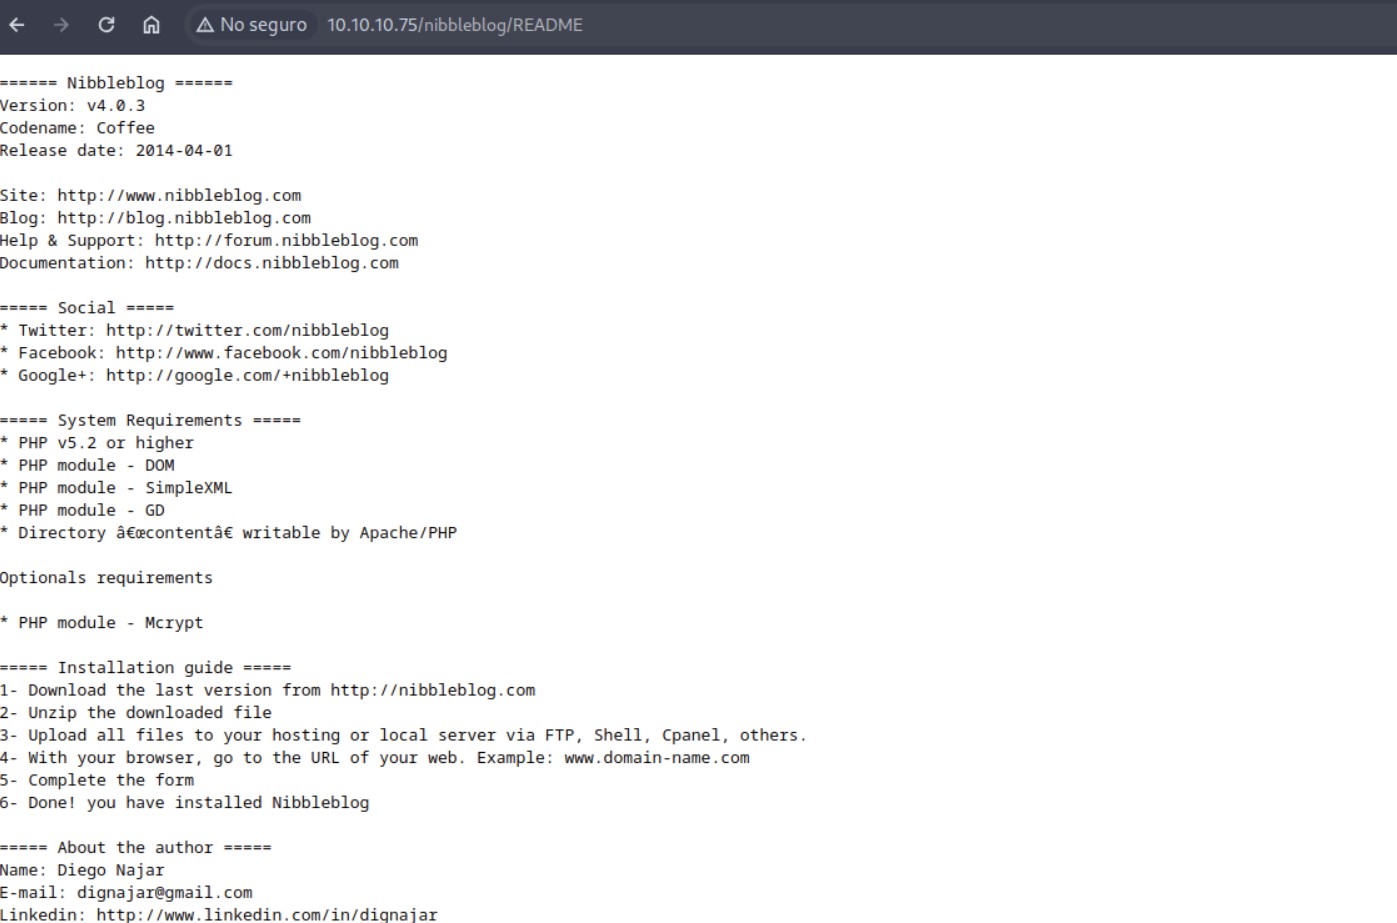 No seguro 10.10.10.75/nibbleblog/README
====== Nibbleblog ======
Version: v4.0.3
Codename: Coffee
Release date: 2014-04-01
Site: http://www.nibbleblog.com
Blog: http://blog.nibbleblog.com
Help & Support: http://forum.nibbleblog.com
Documentation: http://docs.nibbleblog.com
===== Social =====
* Twitter: http://twitter.com/nibbleblog
* Facebook: http://www.facebook.com/nibbleblog
* Google+: http://google.com/+nibbleblog
===== System Requirements =====
* PHP v5.2 or higher
* PHP module - DOM
* PHP module - SimpleXML
* PHP module - GD
* Directory â€œcontentâ€ writable by Apache/PHP
Optionals requirements
* PHP module - Mcrypt
===== Installation guide =====
1- Download the last version from http://nibbleblog.com
2- Unzip the downloaded file
3- Upload all files to your hosting or local server via FTP, Shell, Cpanel, others.
4- With your browser, go to the URL of your web. Example: www.domain-name.com
5- Complete the form
6- Done! you have installed Nibbleblog
===== About the author =====
Name: Diego Najar
E-mail: dignajar@gmail.com
Linkedin: http://www.linkedin.com/in/dignajar